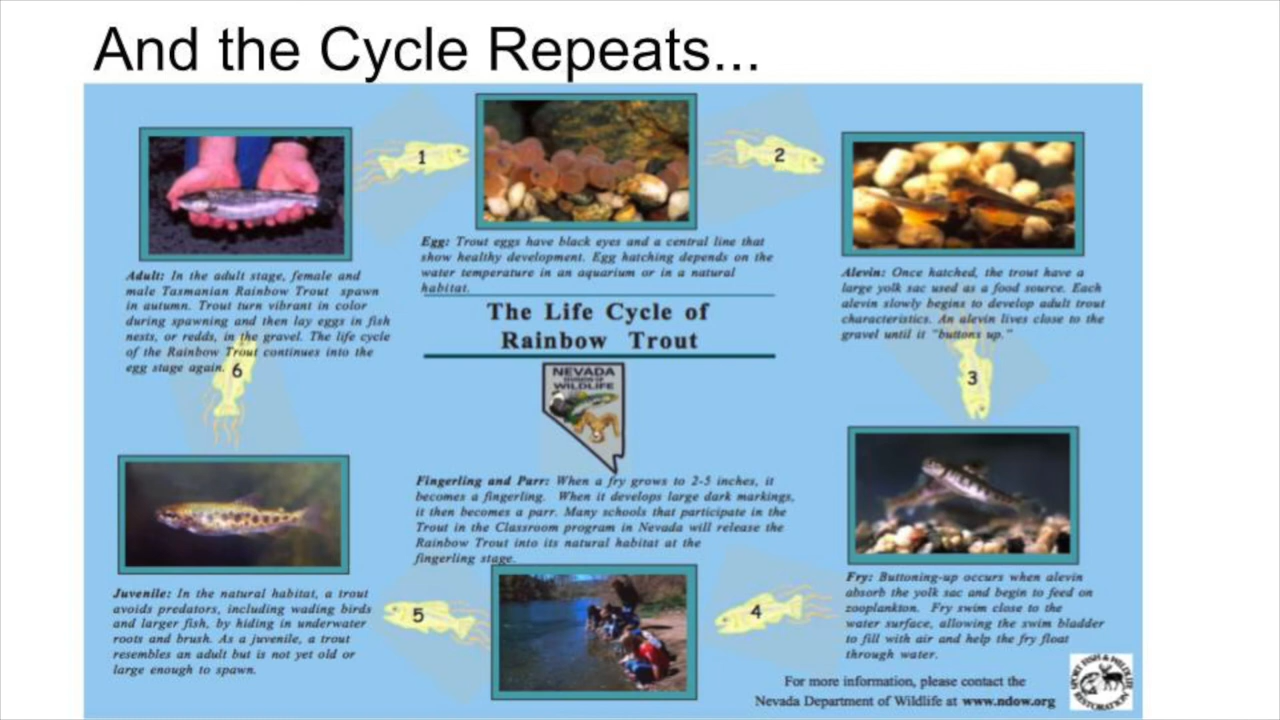 And the Cycle Repeats...
1
2
Adult: In the adult stage, female and
male Tasmanian Rainbow Trout spawn
in autumn. Trout turn vibrant in color
during spawning and then lay eggs in fish
nests, or redds, in the gravel. The life cycle
of the Rainbow Trout continues into the
egg stage again.
6
Egg: Trout eggs have black eyes and a central line that
show healthy development. Egg hatching depends on the
water temperature in an aquarium or in a natural
habitat.
Alevin: Once hatched, the trout have a
large yolk sac used as a food source. Each
alevin slowly begins to develop adult trout
characteristics. An alevin lives close to the
gravel until it "buttons up."
3
The Life Cycle of
Rainbow Trout
NEVADA
DIVISION OF
WILDLIFE
Fingerling and Parr: When a fry grows to 2-5 inches, it
becomes a fingerling. When it develops large dark markings,
it then becomes a parr. Many schools that participate in the
Trout in the Classroom program in Nevada will release the
Rainbow Trout into its natural habitat at the
fingerling stage.
Juvenile: In the natural habitat, a trout
avoids predators, including wading birds
and larger fish, by hiding in underwater
roots and brush. As a juvenile, a trout
resembles an adult but is not yet old or
large enough to spawn.
5
4
Fry: Buttoning-up occurs when alevin
absorb the yolk sac and begin to feed on
zooplankton. Fry swim close to the
water surface, allowing the swim bladder
to fill with air and help the fry float
through water.
For more information, please contact the
Nevada Department of Wildlife at www.ndow.org
SPORT FISH & WILDLIFE
RESTORATION